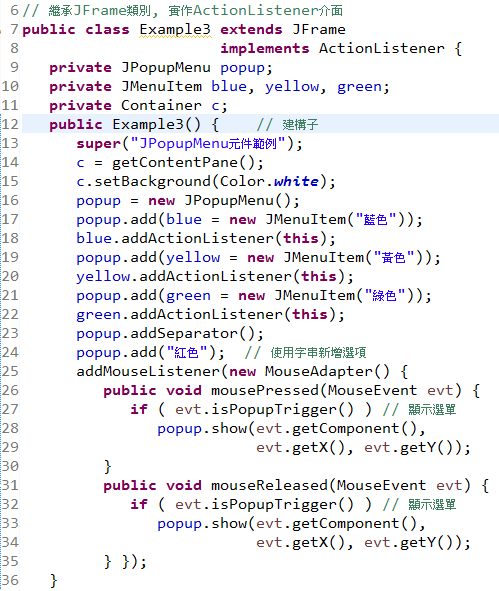 6 // 繼承JFrame類別, 實作ActionListener介面
7 public class Example3 extends JFrame
8 implements ActionListener {
9 private JPopupMenu popup;
10 private JMenuItem blue, yellow, green;
11 private Container c;
12 public Example3() { // 建構子
13 super("JPopupMenu元件範例");
14 c = getContentPane();
15 c.setBackground(Color.white);
16 popup = new JPopupMenu();
17 popup.add(blue = new JMenuItem("藍色"));
18 blue.addActionListener(this);
19 popup.add(yellow = new JMenuItem("黃色"));
20 yellow.addActionListener(this);
21 popup.add(green = new JMenuItem("綠色"));
22 green.addActionListener(this);
23 popup.addSeparator();
24 popup.add("紅色"); // 使用字串新增選項
25 addMouseListener(new MouseAdapter() {
26 public void mousePressed(MouseEvent evt) {
27 if ( evt.isPopupTrigger() ) // 顯示選單
28 popup.show(evt.getComponent(),
29 evt.getX(), evt.getY());
30 }
31 public void mouseReleased(MouseEvent evt) {
32 if ( evt.isPopupTrigger() ) // 顯示選單
33 popup.show(evt.getComponent(),
34 evt.getX(), evt.getY());
35 } });
36 }